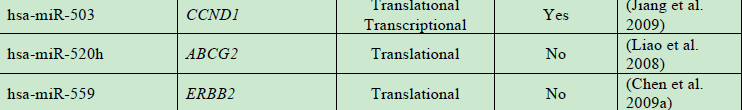 hsa-miR-503 CCND1 Translational Transcriptional Yes (Jiang et al. 2009)
hsa-miR-520h ABCG2 Translational No (Liao et al. 2008)
hsa-miR-559 ERBB2 Translational No (Chen et al. 2009a)